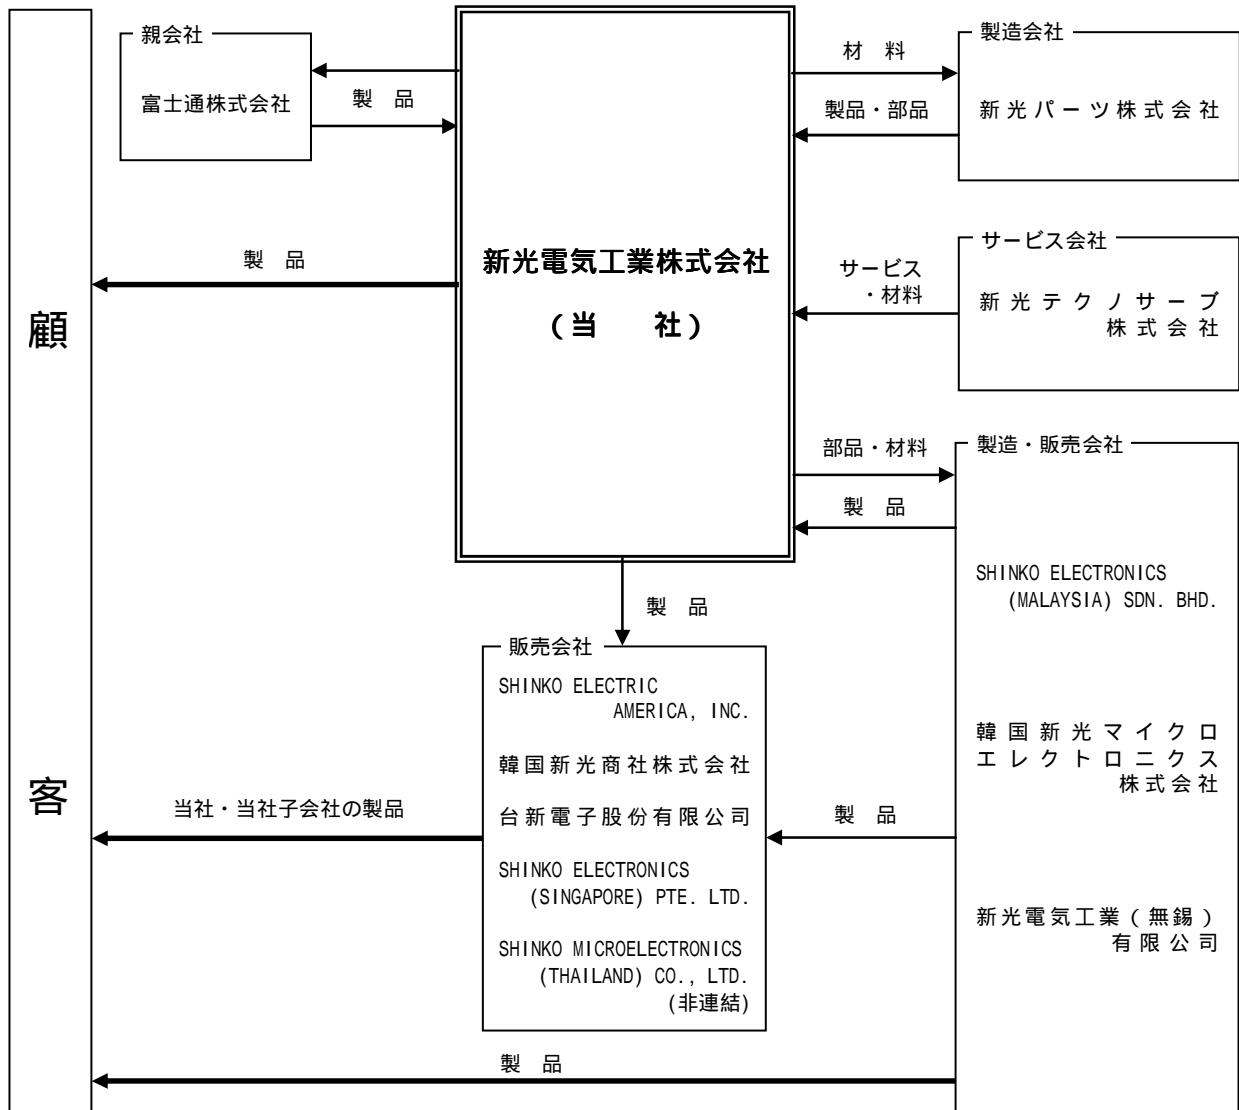 親会社
富士通株式会社
製品
新光電気工業株式会社
(当 社)
材料
製品・部品
製造会社
新光パーツ株式会社
製品
サービス
・材料
サービス会社
新光テクノサーブ
株式会社
顧
客
部品・材料
製品
製造・販売会社
SHINKO ELECTRONICS
(MALAYSIA) SDN. BHD.
韓国新光マイクロ
エレクトロニクス
株式会社
新光電気工業(無錫)
有限公司
製品
販売会社
SHINKO ELECTRIC
AMERICA, INC.
韓国新光商社株式会社
台新電子股份有限公司
SHINKO ELECTRONICS
(SINGAPORE) PTE. LTD.
SHINKO MICROELECTRONICS
(THAILAND) CO., LTD.
(非連結)
当社・当社子会社の製品
製品
製品